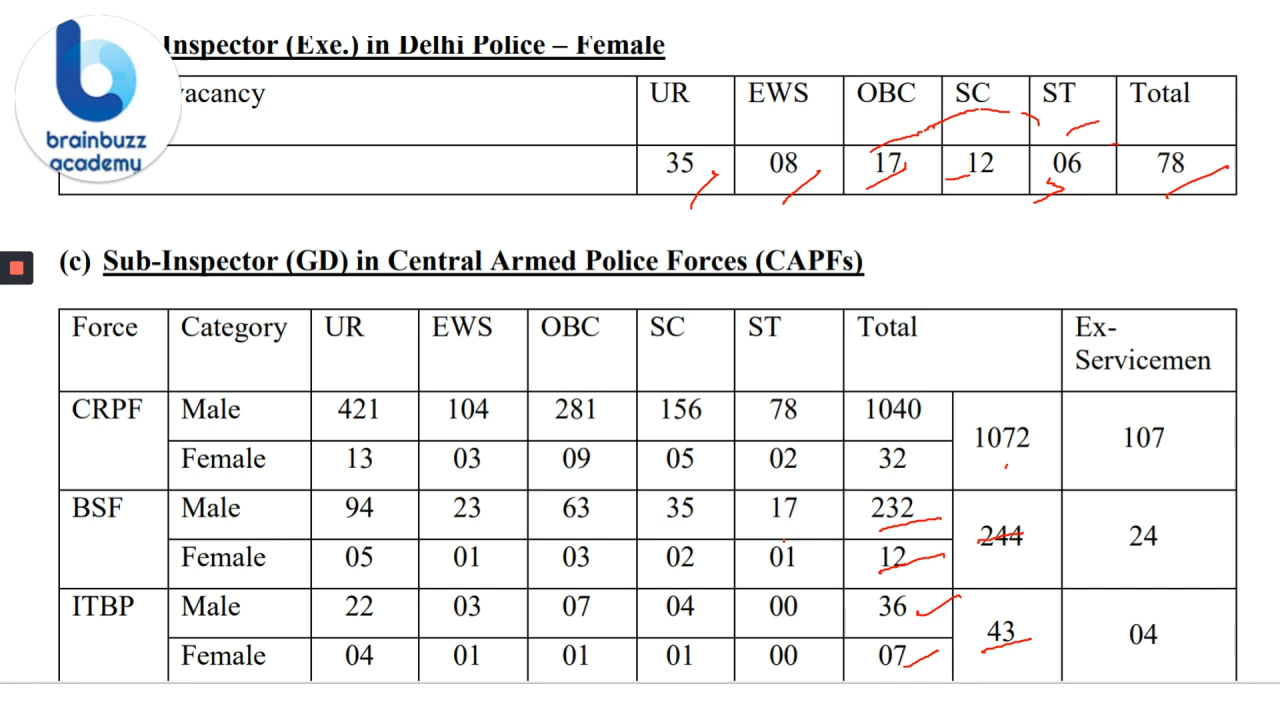 Inspector (Exe.) in Delhi Police – Female
brainbuzz
academy
vacancy UR EWS OBC SC ST Total
35 08 17 12 06 78
(c) Sub-Inspector (GD) in Central Armed Police Forces (CAPFs)
Force Category UR EWS OBC SC ST Total Ex-
Servicemen
CRPF Male 421 104 281 156 78 1040
1072 107
Female 13 03 09 05 02 32
BSF Male 94 23 63 35 17 232
244 24
Female 05 01 03 02 01 12
ITBP Male 22 03 07 04 00 36
43 04
Female 04 01 01 01 00 07